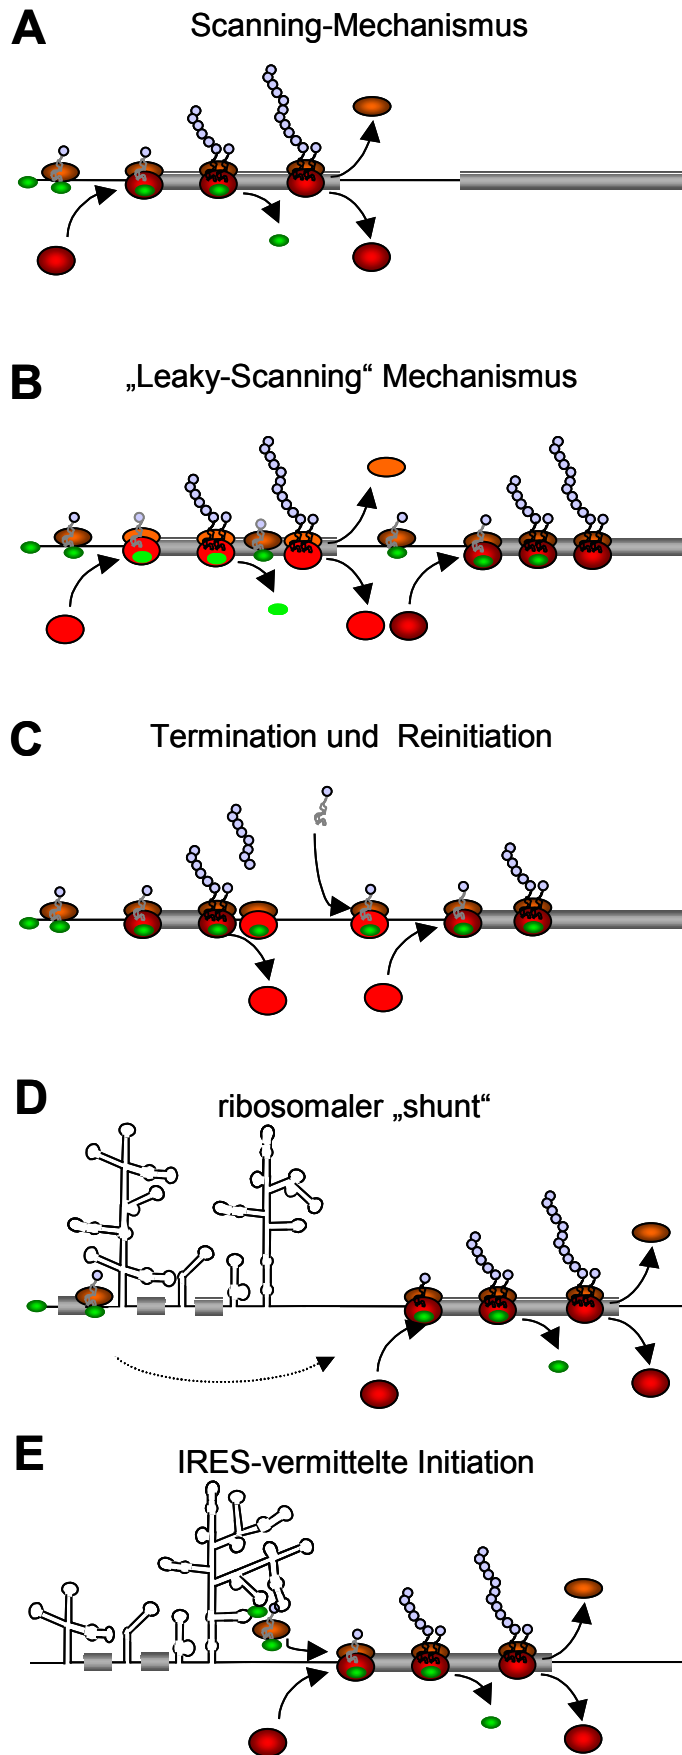 A
Scanning-Mechanismus
B
„Leaky-Scanning“ Mechanismus
C
Termination und Reinitiation
D
ribosomaler „shunt“
E
IRES-vermittelte Initiation